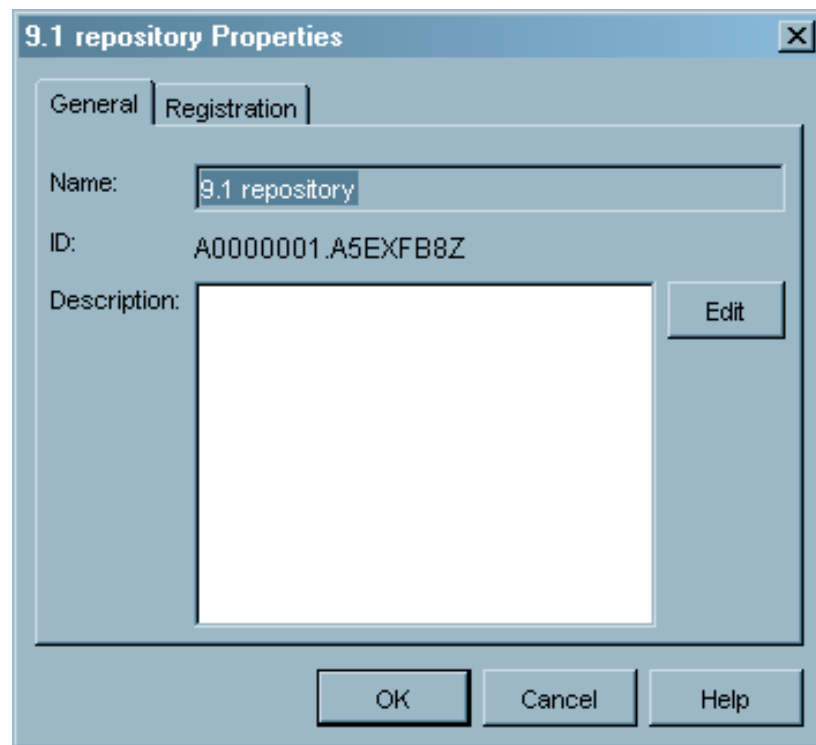 9.1 repository Properties
General Registration
Name: 9.1 repository
ID: A0000001.A5EXFB8Z
Description: Edit
OK Cancel Help